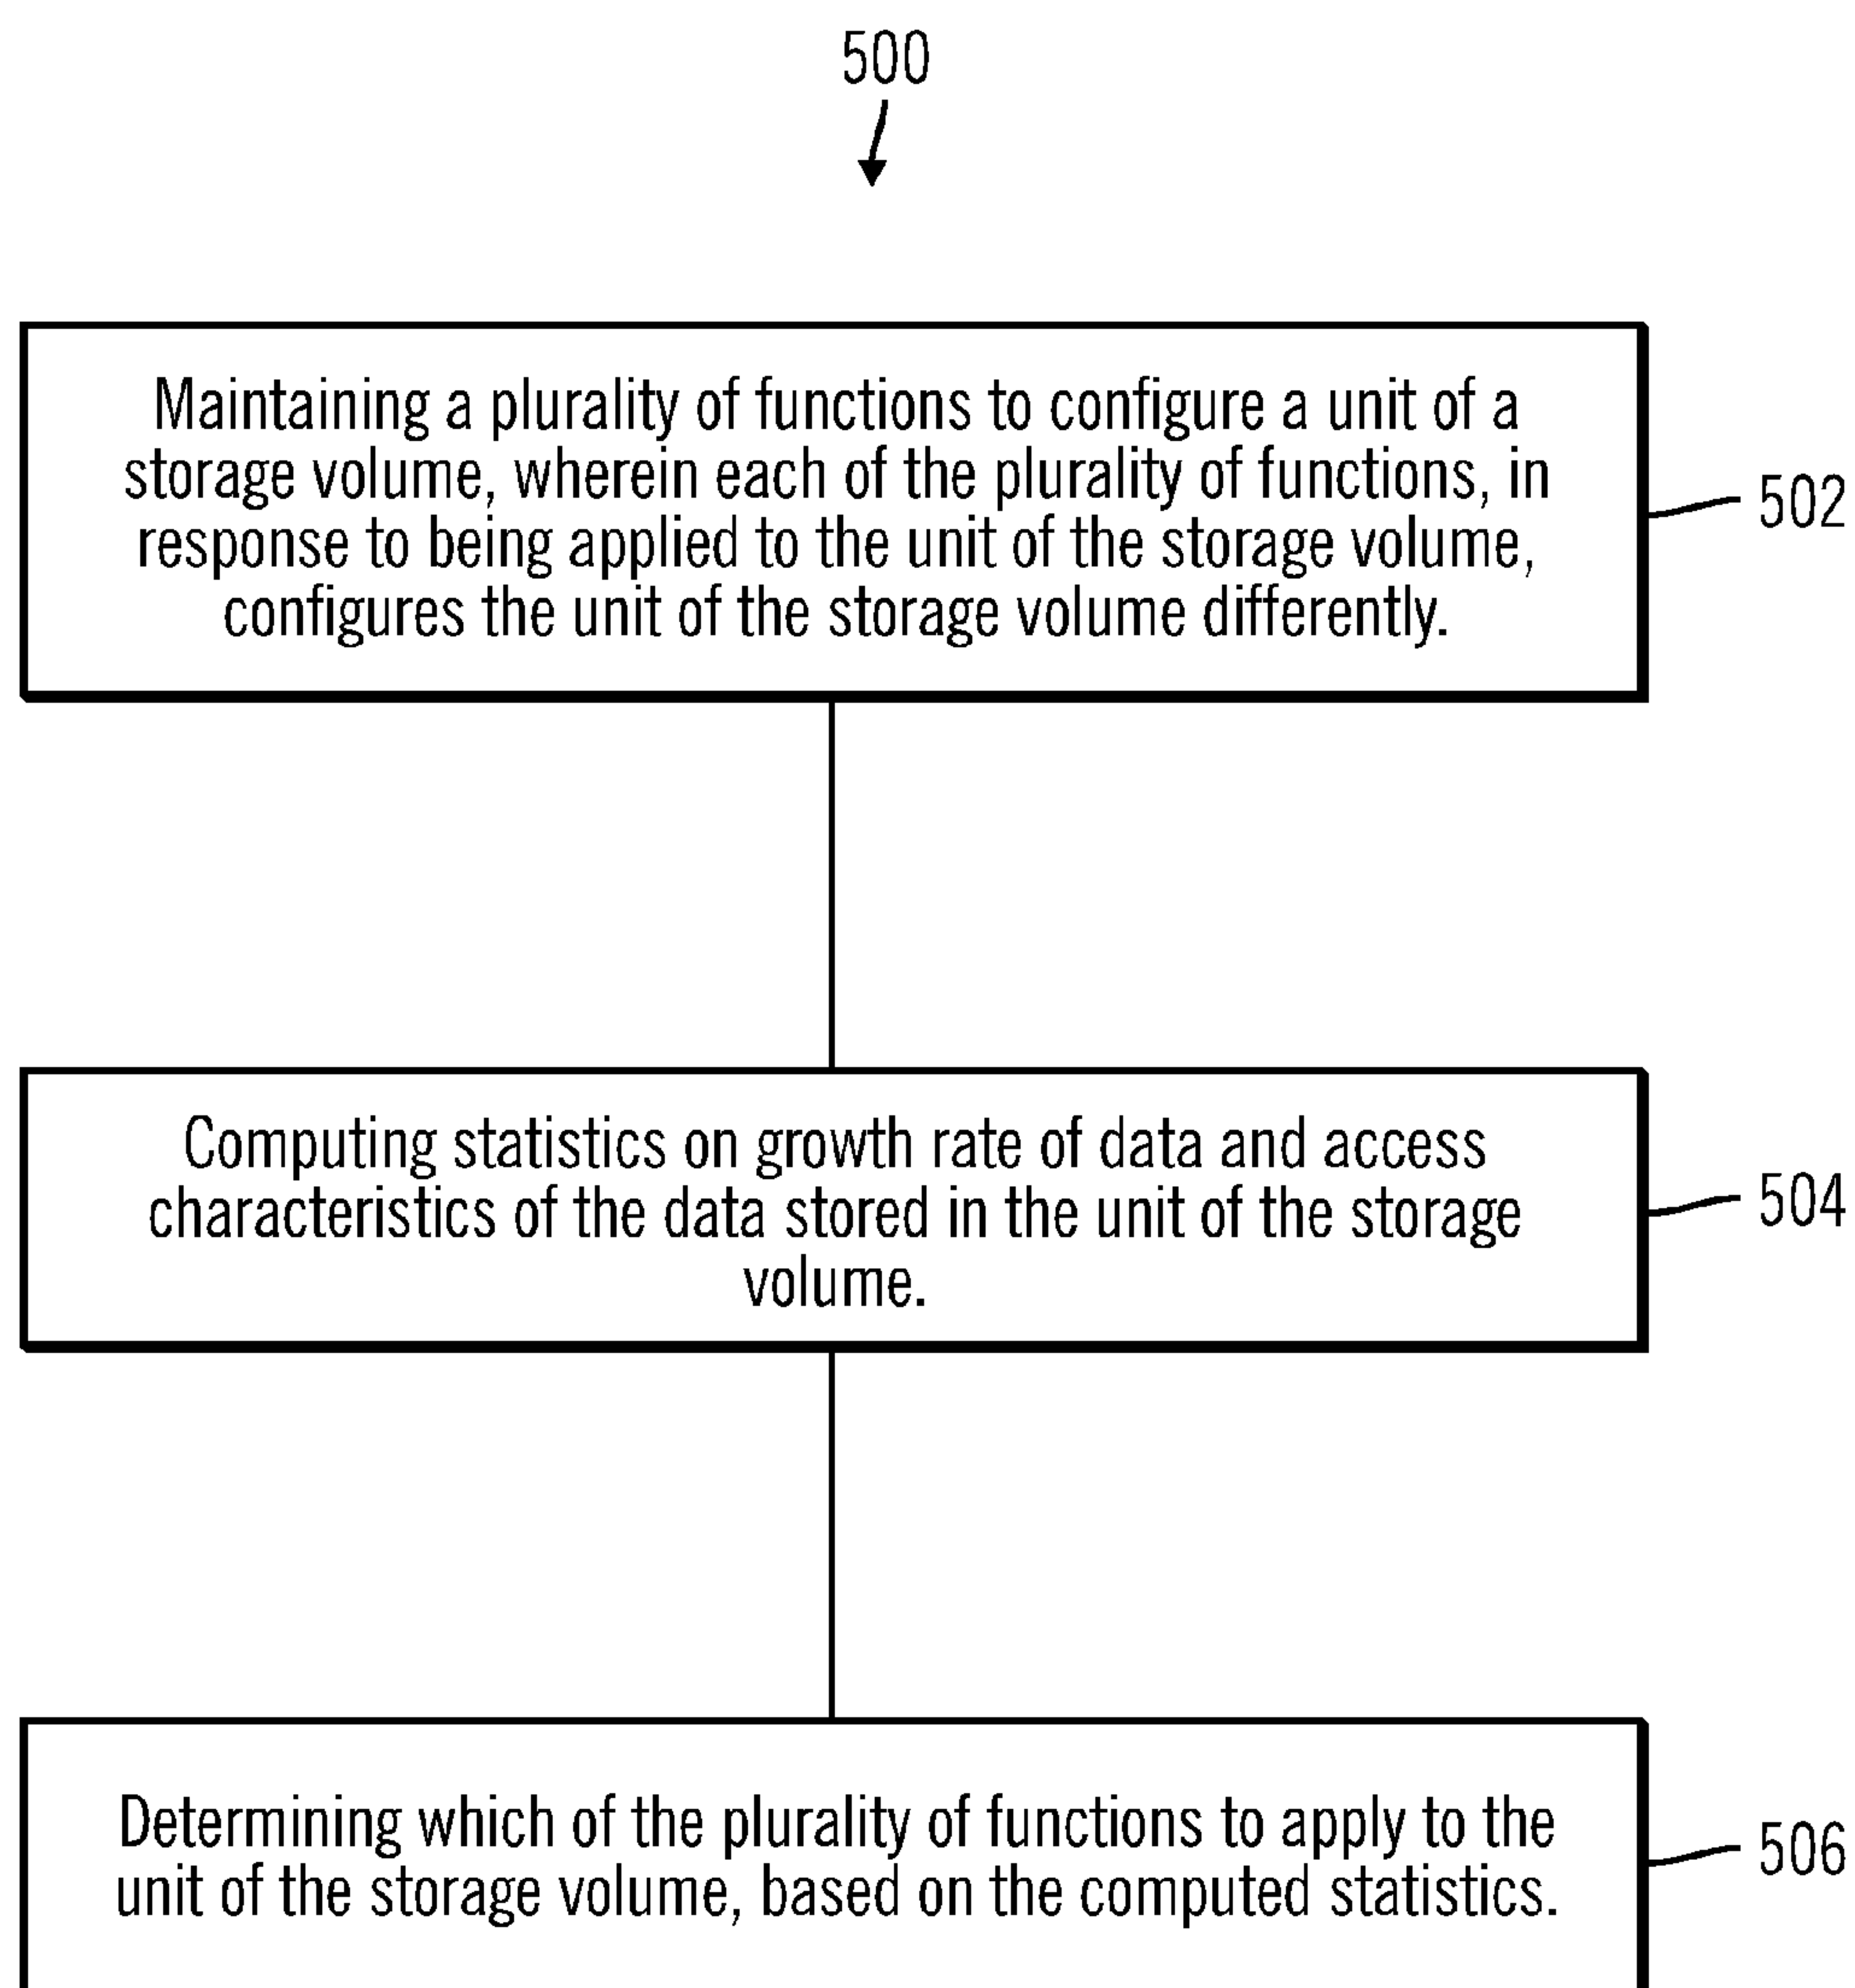 500
Maintaining a plurality of functions to configure a unit of a
storage volume, wherein each of the plurality of functions, in
response to being applied to the unit of the storage volume,
configures the unit of the storage volume differently.
502
Computing statistics on growth rate of data and access
characteristics of the data stored in the unit of the storage
volume.
504
Determining which of the plurality of functions to apply to the
unit of the storage volume, based on the computed statistics.
506